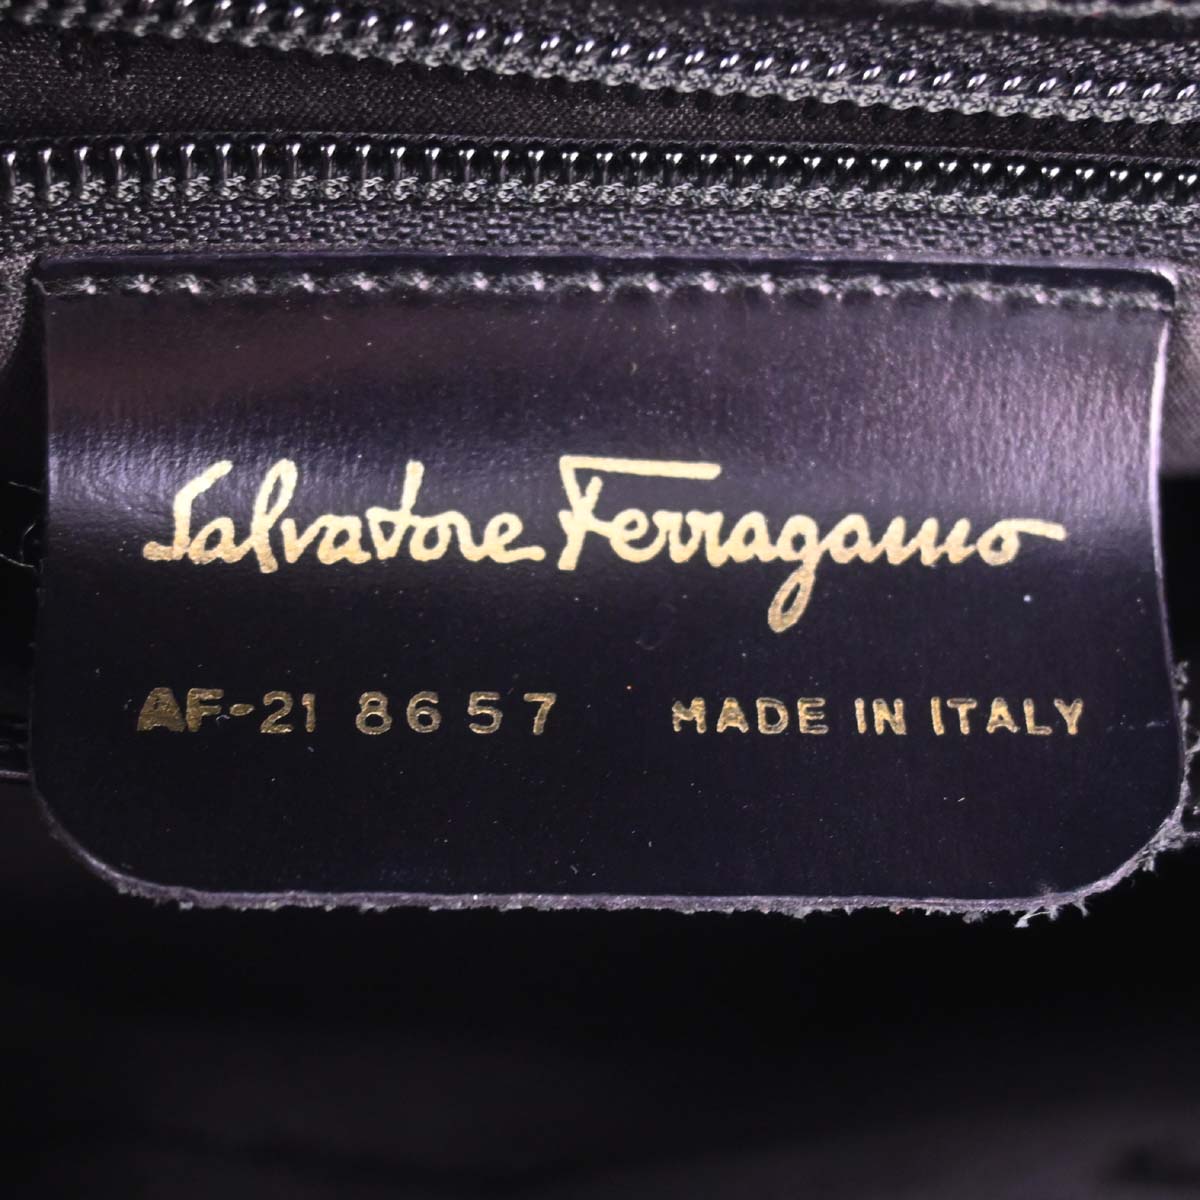 Salvatore Ferragamo
AF-21 8657 MADE IN ITALY